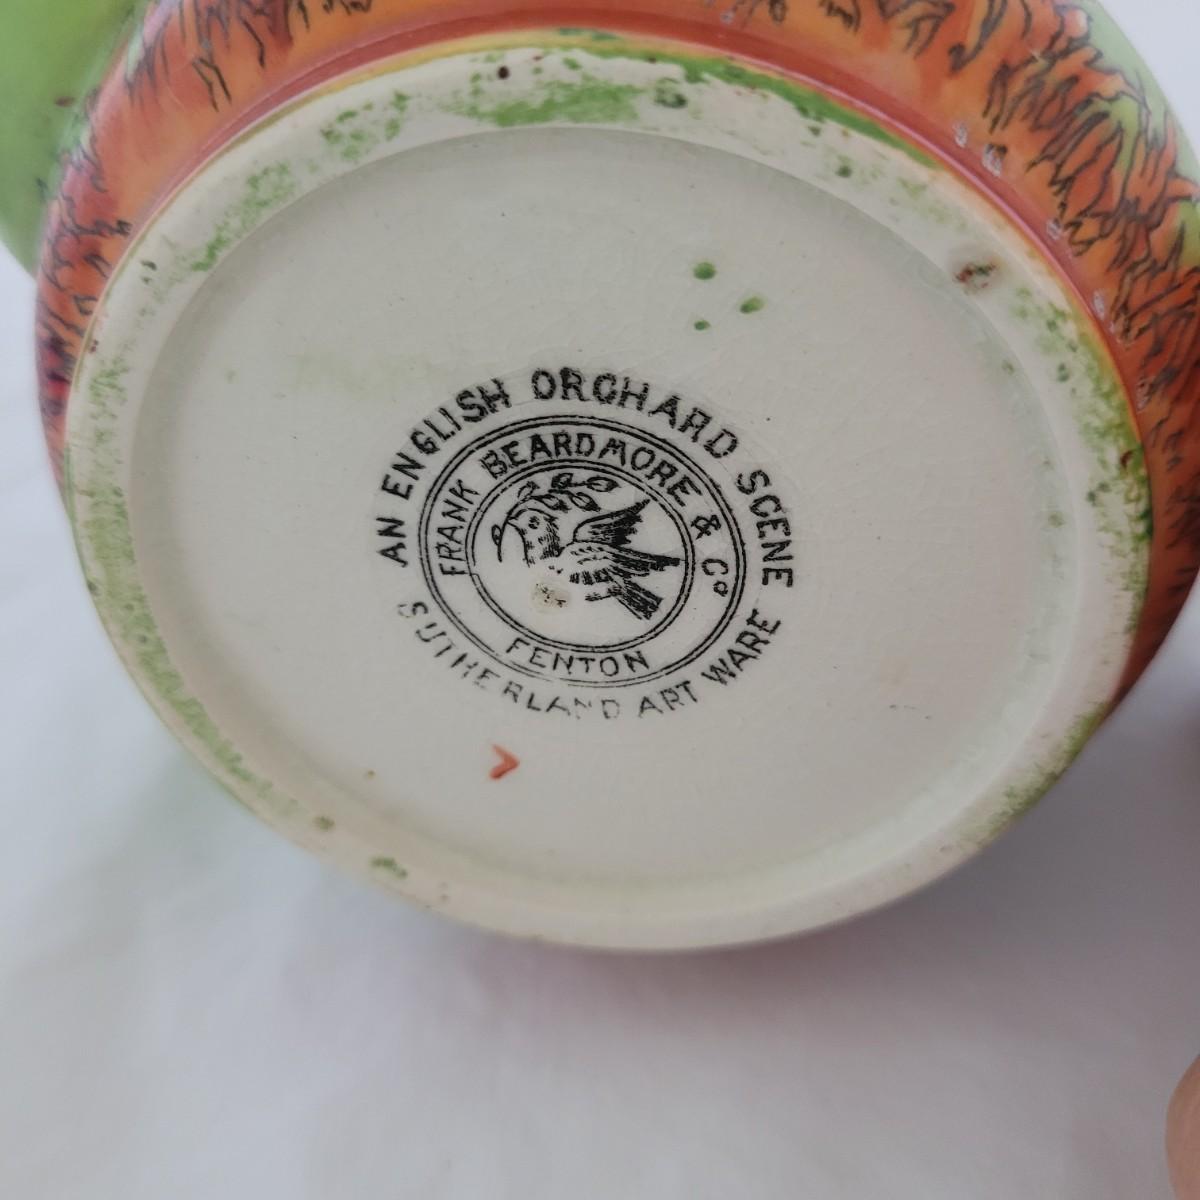 AN ENGLISH ORCHARD SCENE
FRANK BEARDMORE & Co
FENTON
SUTHERLAND ART WARE